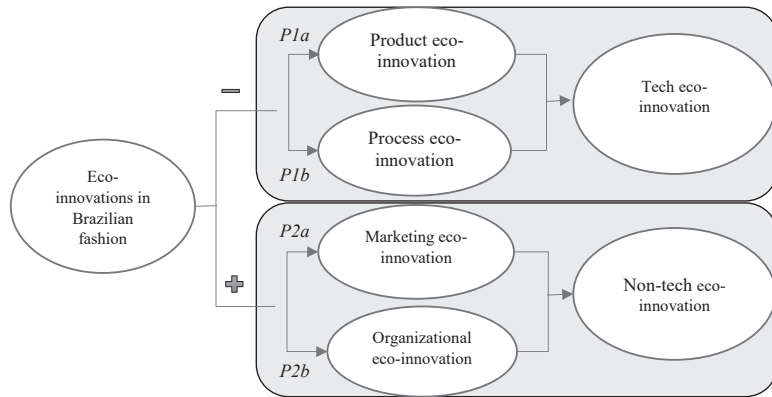 P1a
Product eco-
innovation
Tech eco-
innovation
Process eco-
innovation
P1b
Eco-
innovations in
Brazilian
fashion
P2a
Marketing eco-
innovation
Non-tech eco-
innovation
Organizational
eco-innovation
P2b